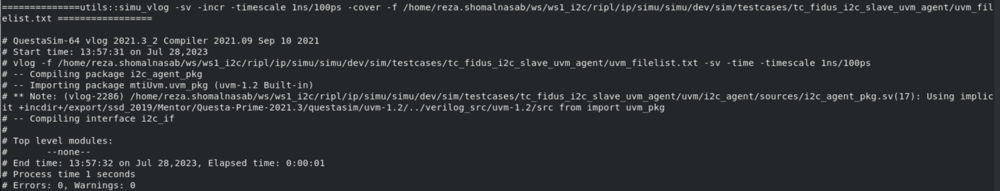 ==============utils::simu_vlog -sv -incr -timescale 1ns/100ps -cover -f /home/reza.shomalnasab/ws/ws1_i2c/ripl/ip/simu/simu/dev/sim/testcases/tc_fidus_i2c_slave_uvm_agent/uvm_fil
elist.txt =================

# QuestaSim-64 vlog 2021.3_2 Compiler 2021.09 Sep 10 2021
# Start time: 13:57:31 on Jul 28,2023
# vlog -f /home/reza.shomalnasab/ws/ws1_i2c/ripl/ip/simu/simu/dev/sim/testcases/tc_fidus_i2c_slave_uvm_agent/uvm_filelist.txt -sv -time -timescale 1ns/100ps
# -- Compiling package i2c_agent_pkg
# -- Importing package mtiUvm.uvm_pkg (uvm-1.2 Built-in)
# ** Note: (vlog-2286) /home/reza.shomalnasab/ws/ws1_i2c/ripl/ip/simu/simu/dev/sim/testcases/tc_fidus_i2c_slave_uvm_agent/uvm/i2c_agent/sources/i2c_agent_pkg.sv(17): Using implic
it +incdir+/export/ssd_2019/Mentor/Questa-Prime-2021.3/questasim/uvm-1.2/../verilog_src/uvm-1.2/src from import uvm_pkg
# -- Compiling interface i2c_if
#
# Top level modules:
#       --none--
# End time: 13:57:32 on Jul 28,2023, Elapsed time: 0:00:01
# Process time 1 seconds
# Errors: 0, Warnings: 0